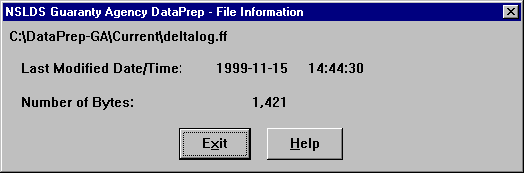 NSLDS Guaranty Agency DataPrep - File Information
C:\DataPrep-GA\Current\deltalog.ff
Last Modified Date/Time: 1999-11-15 14:44:30
Number of Bytes: 1,421
Exit Help